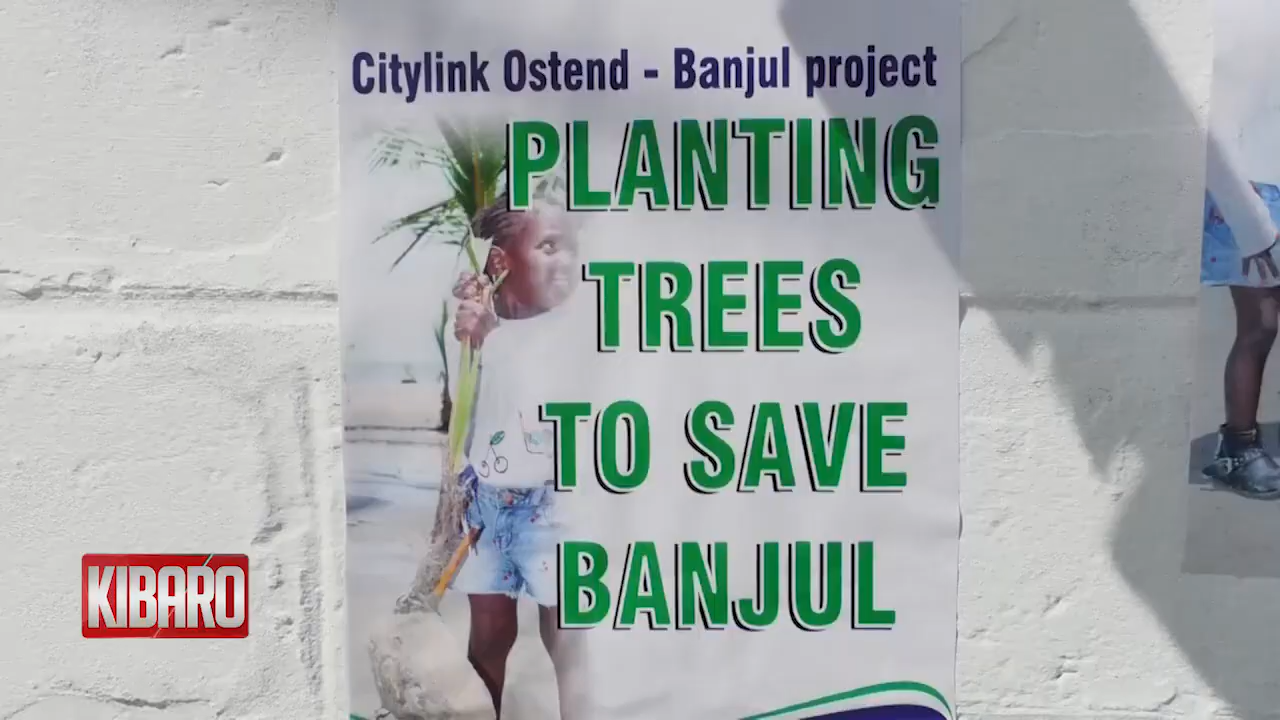 Citylink Ostend - Banjul project
PLANTING
TREES
TO SAVE
BANJUL
KIBARO